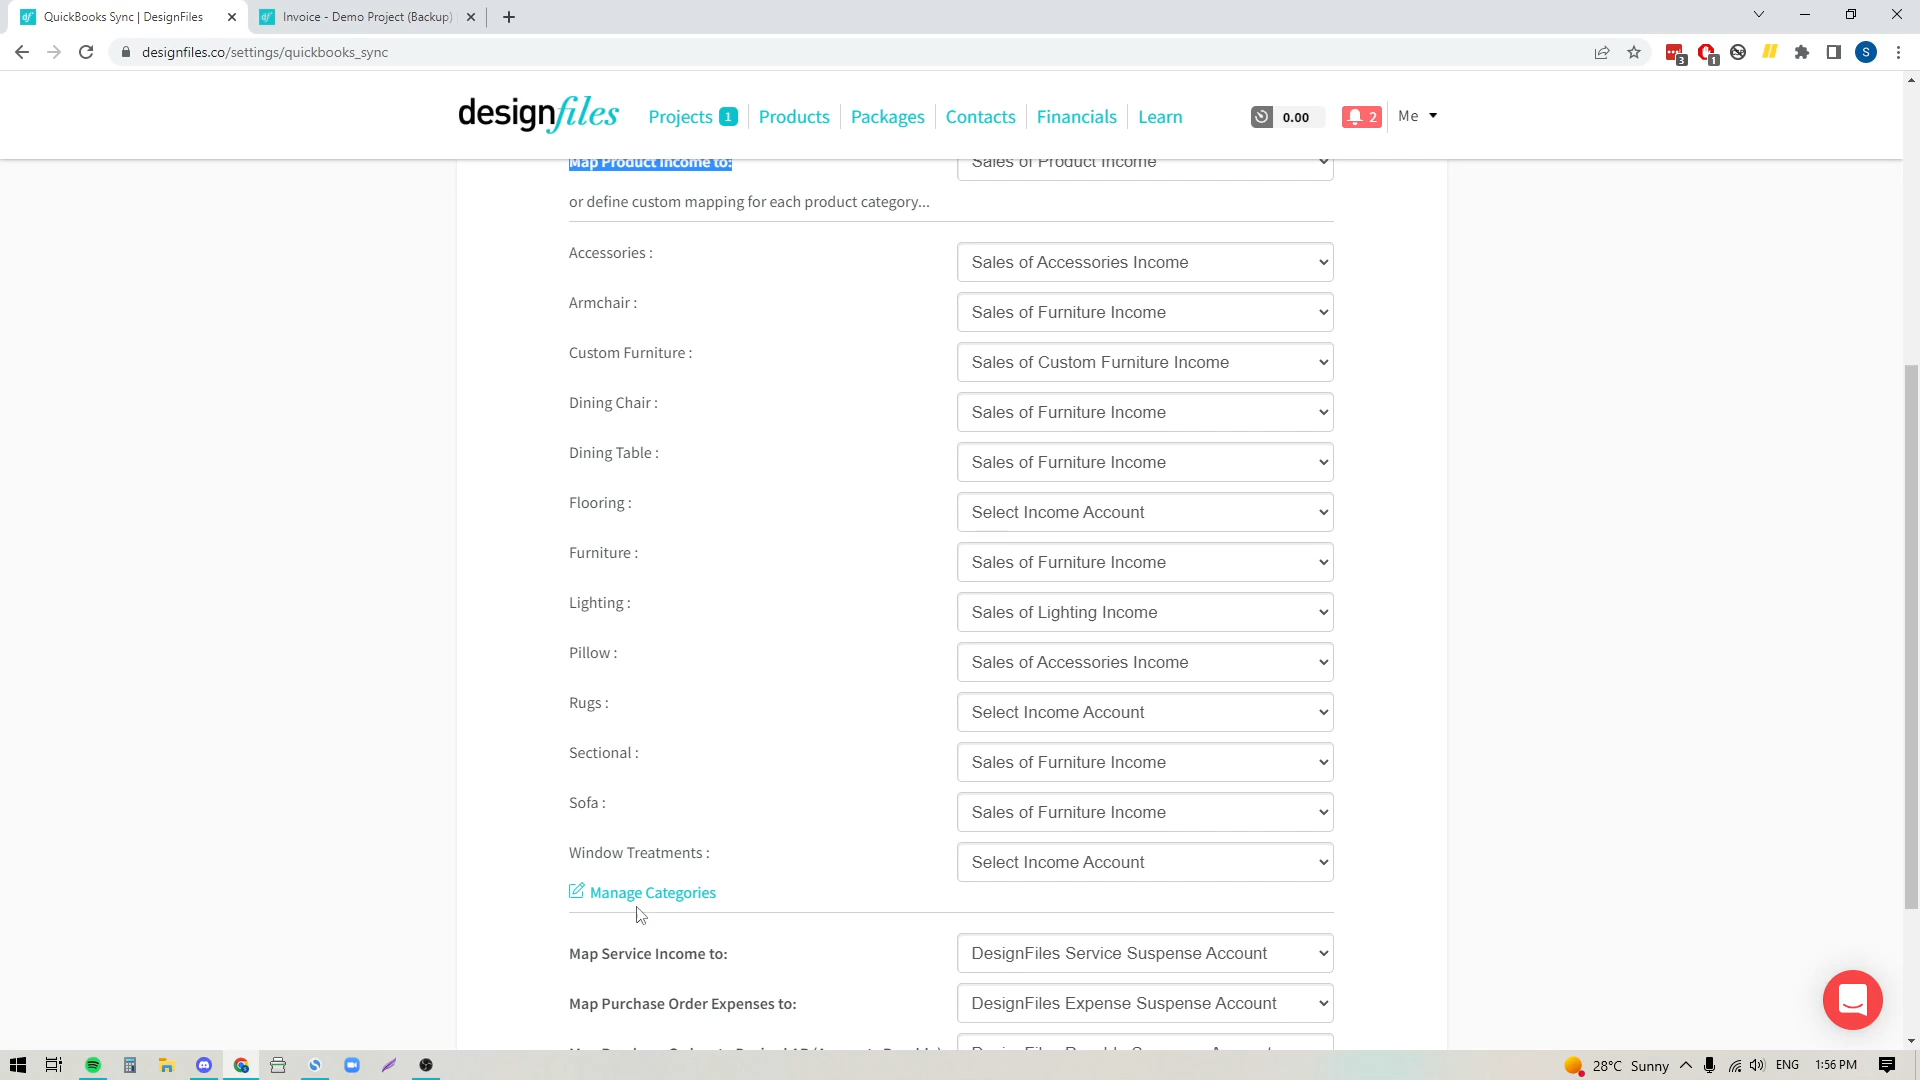 QuickBooks Sync | DesignFiles
Invoice - Demo Project (Backup)
designfiles.co/settings/quickbooks_sync
3
1
S
designfiles
Projects 1
Products
Packages
Contacts
Financials
Learn
0.00
2
Me
Map Product Income to:
Sales of Product Income
or define custom mapping for each product category...
Accessories :
Sales of Accessories Income
Armchair :
Sales of Furniture Income
Custom Furniture :
Sales of Custom Furniture Income
Dining Chair :
Sales of Furniture Income
Dining Table :
Sales of Furniture Income
Flooring :
Select Income Account
Furniture :
Sales of Furniture Income
Lighting :
Sales of Lighting Income
Pillow :
Sales of Accessories Income
Rugs :
Select Income Account
Sectional :
Sales of Furniture Income
Sofa :
Sales of Furniture Income
Window Treatments :
Select Income Account
Manage Categories
Map Service Income to:
DesignFiles Service Suspense Account
Map Purchase Order Expenses to:
DesignFiles Expense Suspense Account
28°C Sunny
ENG
1:56 PM